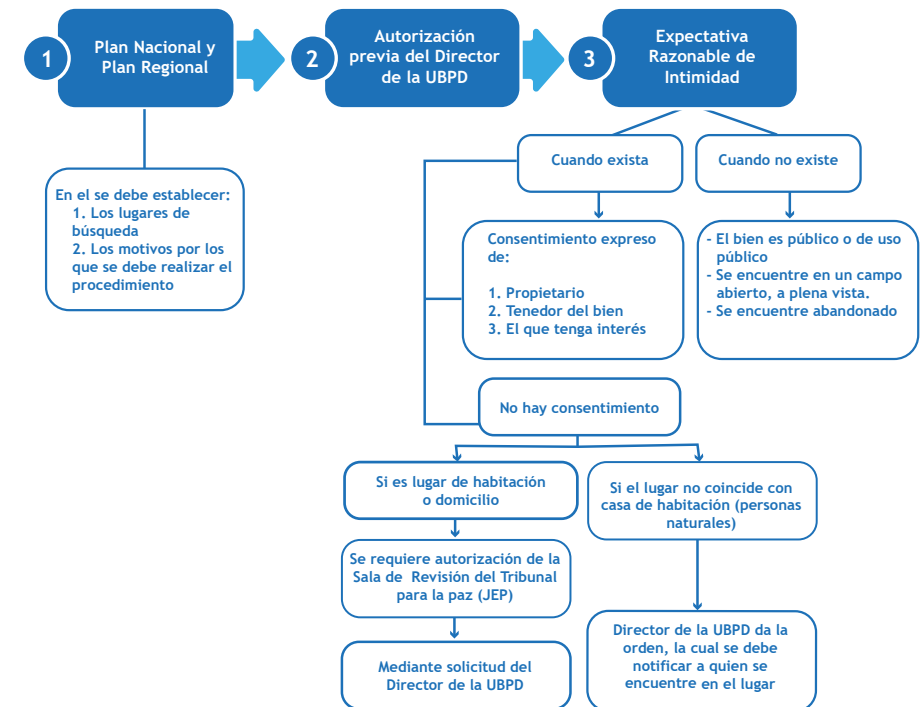 1
Plan Nacional y
Plan Regional
2
Autorización
previa del Director
de la UBPD
3
Expectativa
Razonable de
Intimidad
En el se debe establecer:
1. Los lugares de
búsqueda
2. Los motivos por los
que se debe realizar el
procedimiento
Cuando exista
Cuando no existe
Consentimiento expreso
de:
1. Propietario
2. Tenedor del bien
3. El que tenga interés
- El bien es público o de uso
público
- Se encuentre en un campo
abierto, a plena vista.
- Se encuentre abandonado
No hay consentimiento
Si es lugar de habitación
o domicilio
Si el lugar no coincide con
casa de habitación (personas
naturales)
Se requiere autorización de la
Sala de Revisión del Tribunal
para la paz (JEP)
Mediante solicitud del
Director de la UBPD
Director de la UBPD da la
orden, la cual se debe
notificar a quien se
encuentre en el lugar